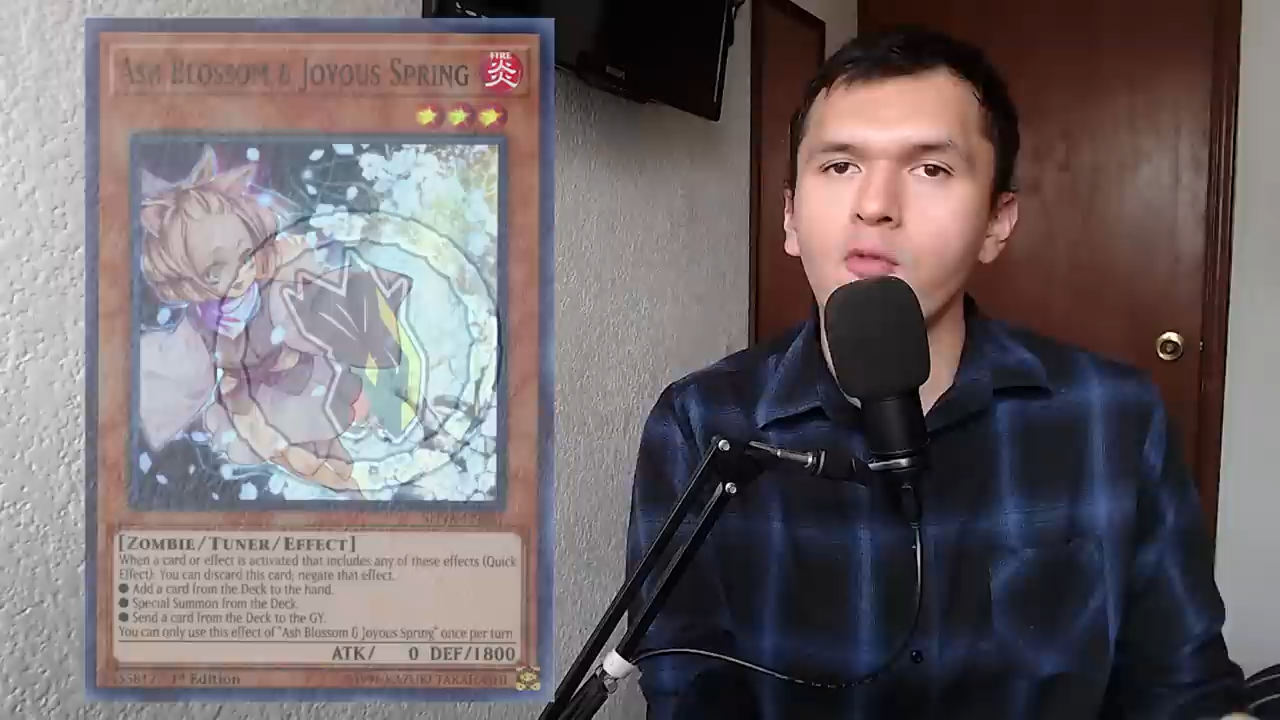 ASH BLOSSOM & JOYOUS SPRING
FIRE
炎
[ZOMBIE/TUNER/EFFECT]
When a card or effect is activated that includes any of these effects (Quick
Effect): You can discard this card; negate that effect.
● Add a card from the Deck to the hand.
● Special Summon from the Deck.
● Send a card from the Deck to the GY.
You can only use this effect of "Ash Blossom & Joyous Spring" once per turn
ATK/ 0 DEF/1800
1st Edition
©1996 KAZUKI TAKAHASHI